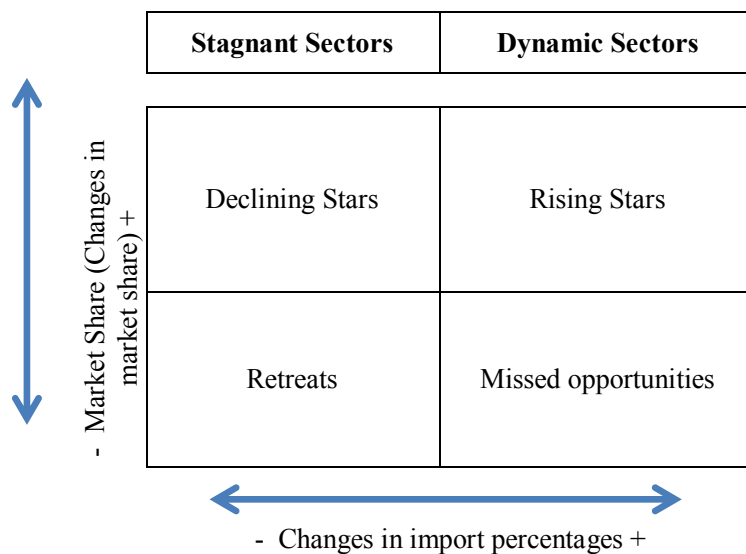 Stagnant Sectors
Dynamic Sectors
- Market Share (Changes in
market share) +
Declining Stars
Rising Stars
Retreats
Missed opportunities
- Changes in import percentages +